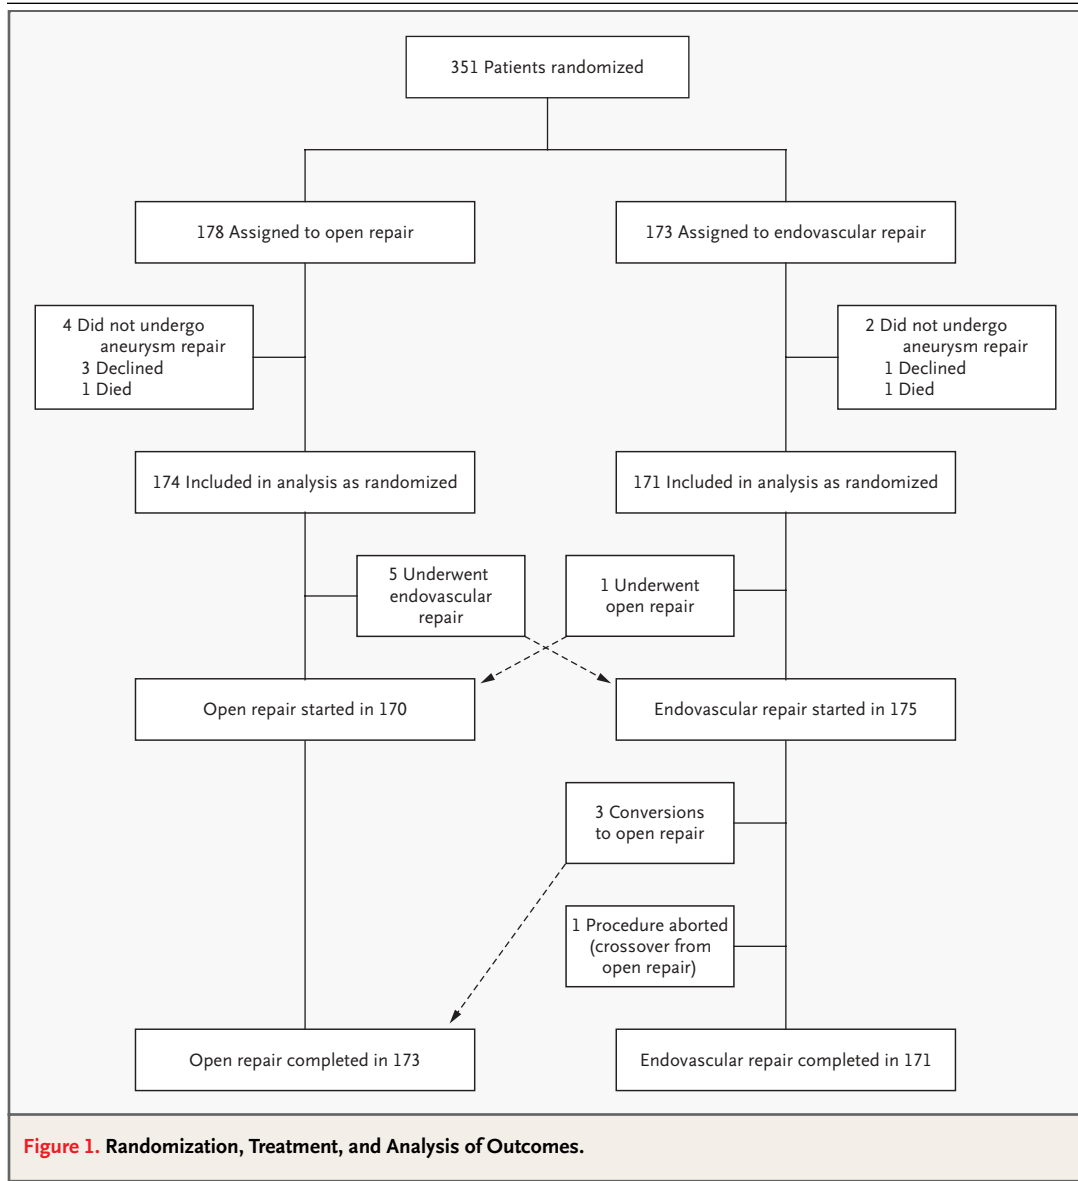 351 Patients randomized
178 Assigned to open repair
173 Assigned to endovascular repair
4 Did not undergo
aneurysm repair
3 Declined
1 Died
2 Did not undergo
aneurysm repair
1 Declined
1 Died
174 Included in analysis as randomized
171 Included in analysis as randomized
5 Underwent
endovascular
repair
1 Underwent
open repair
Open repair started in 170
Endovascular repair started in 175
3 Conversions
to open repair
1 Procedure aborted
(crossover from
open repair)
Open repair completed in 173
Endovascular repair completed in 171
Figure 1. Randomization, Treatment, and Analysis of Outcomes.